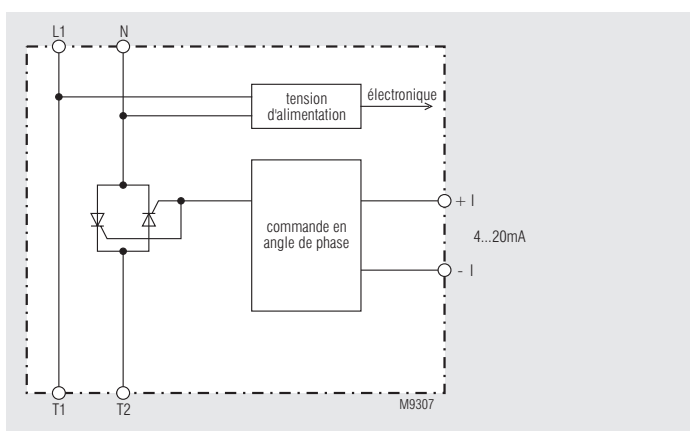 L1
N
tension
d'alimentation
électronique
commande en
angle de phase
+ I
4...20mA
- I
T1
T2
M9307